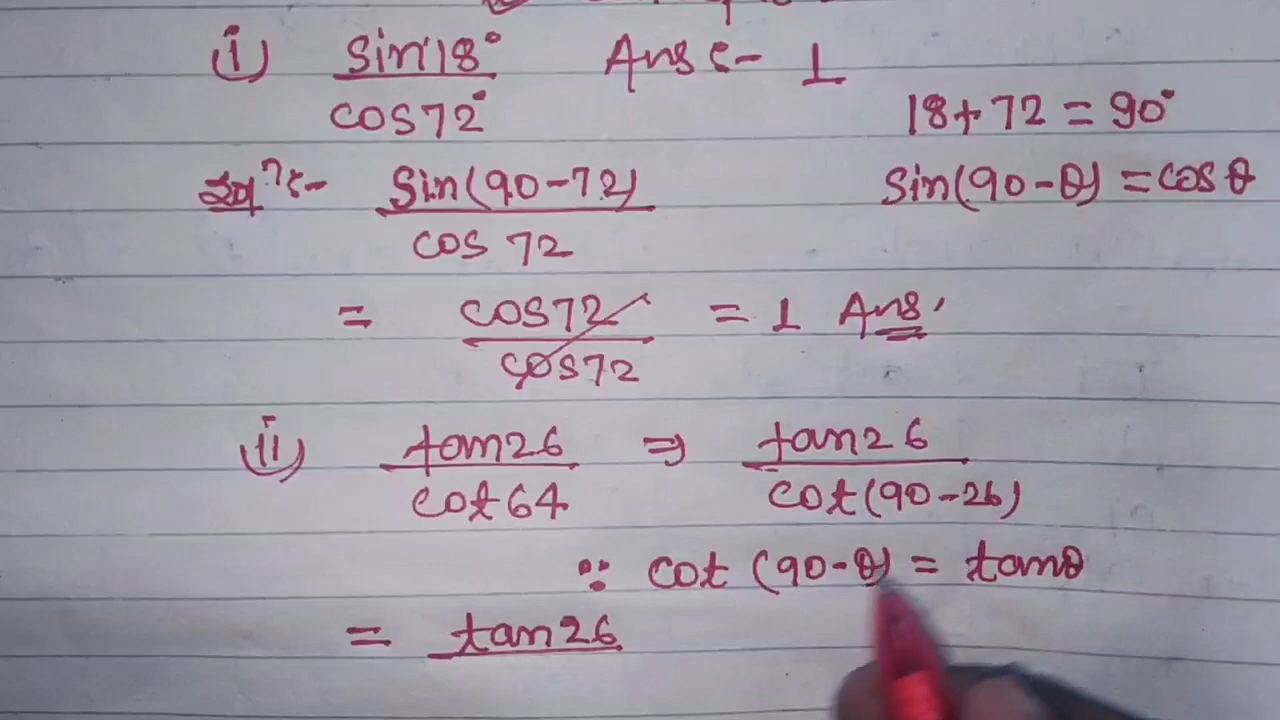 (i) sin18° Ans:- 1
cos72°
18+72=90°
हल:- sin(90-72) sin(90-θ)=cosθ
cos 72
= cos72 = 1 Ans.
cos72
(ii) tan26 ⇒ tan26
cot64 cot(90-26)
∵ cot (90-θ) = tanθ
= tan26